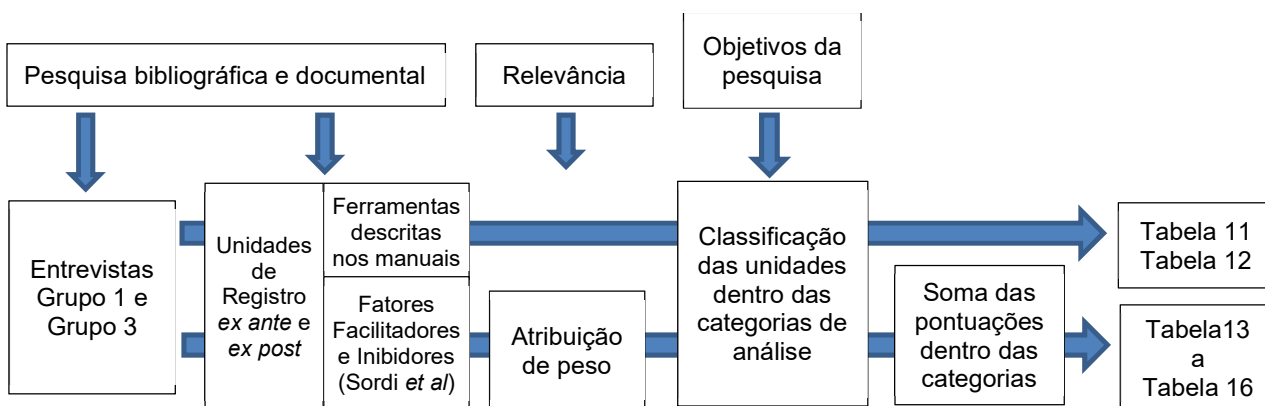 Pesquisa bibliográfica e documental
Relevância
Objetivos da
pesquisa
Entrevistas
Grupo 1 e
Grupo 3
Unidades
de
Registro
ex ante e
ex post
Ferramentas
descritas
nos manuais
Fatores
Facilitadores
e Inibidores
(Sordi et al)
Atribuição
de peso
Classificação
das unidades
dentro das
categorias de
análise
Soma das
pontuações
dentro das
categorias
Tabela 11
Tabela 12
Tabela13
a
Tabela 16